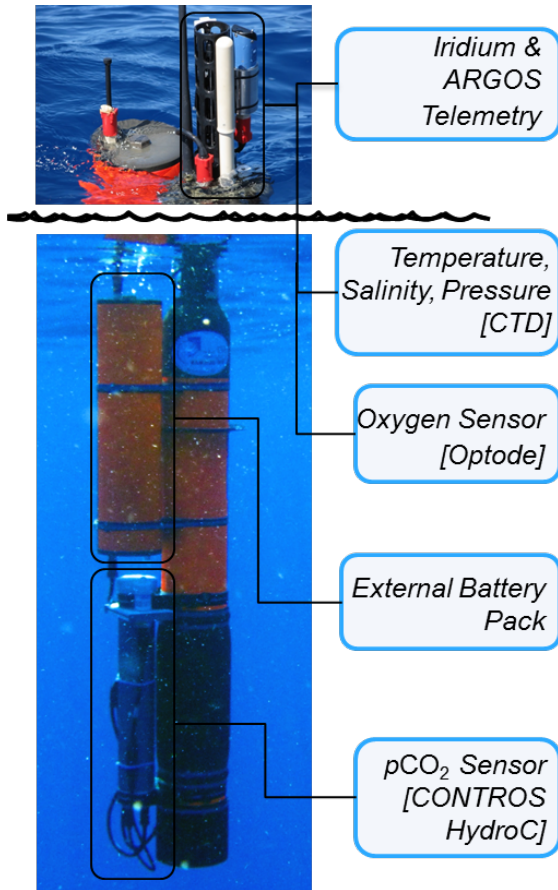 Iridium &
ARGOS
Telemetry
Temperature,
Salinity, Pressure
[CTD]
Oxygen Sensor
[Optode]
External Battery
Pack
pCO₂ Sensor
[CONTROS
HydroC]